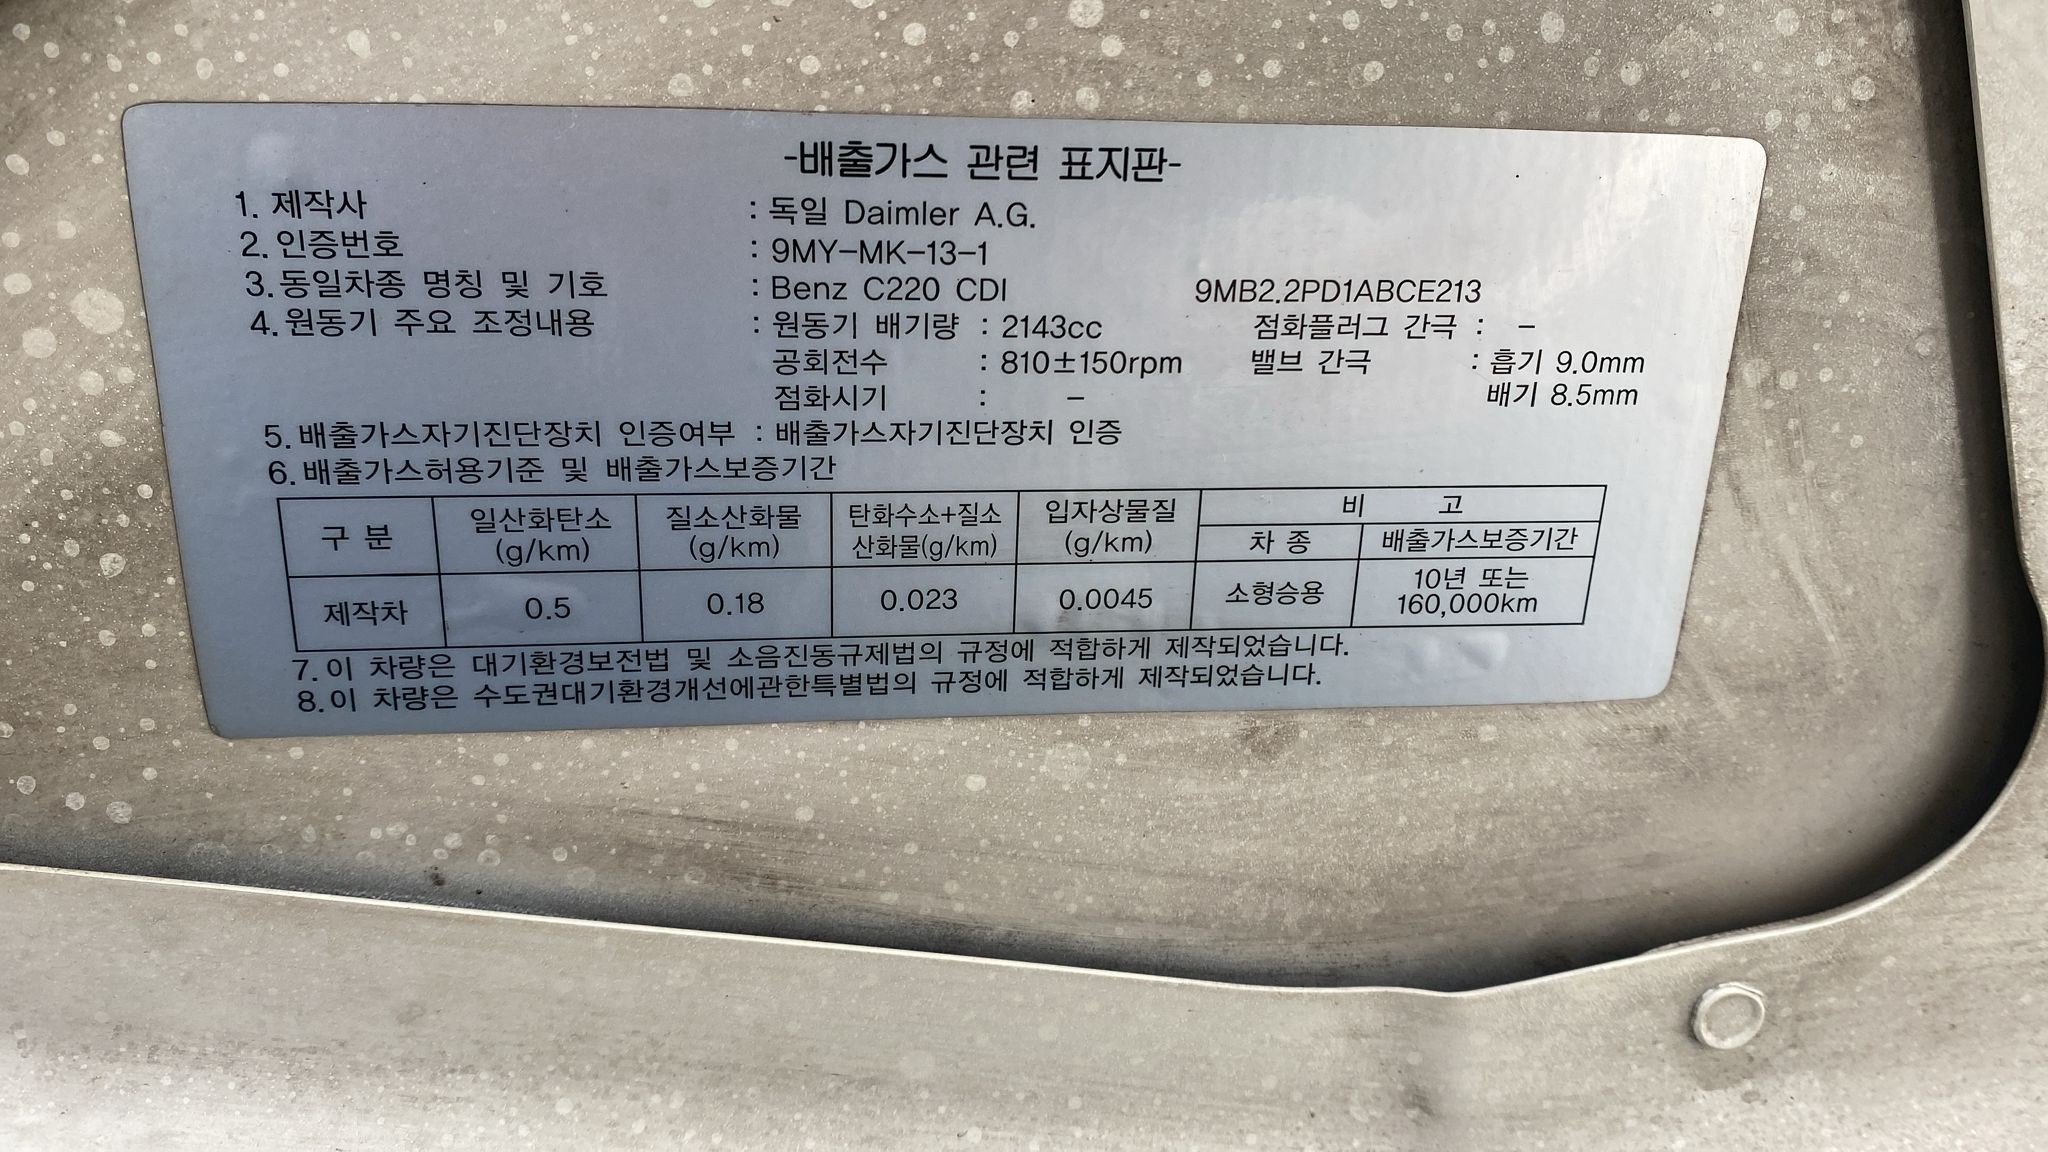 -배출가스 관련 표지판-
1. 제작사 : 독일 Daimler A.G.
2. 인증번호 : 9MY-MK-13-1
3. 동일차종 명칭 및 기호 : Benz C220 CDI 9MB2.2PD1ABCE213
4. 원동기 주요 조정내용 : 원동기 배기량 : 2143cc 점화플러그 간극 : -
공회전수 : 810±150rpm 밸브 간극 : 흡기 9.0mm
점화시기 : - 배기 8.5mm
5. 배출가스자기진단장치 인증여부 : 배출가스자기진단장치 인증
6. 배출가스허용기준 및 배출가스보증기간
구 분 일산화탄소 (g/km) 질소산화물 (g/km) 탄화수소+질소 산화물(g/km) 입자상물질 (g/km) 비 고
차 종 배출가스보증기간
제작차 0.5 0.18 0.023 0.0045 소형승용 10년 또는 160,000km
7. 이 차량은 대기환경보전법 및 소음진동규제법의 규정에 적합하게 제작되었습니다.
8. 이 차량은 수도권대기환경개선에관한특별법의 규정에 적합하게 제작되었습니다.